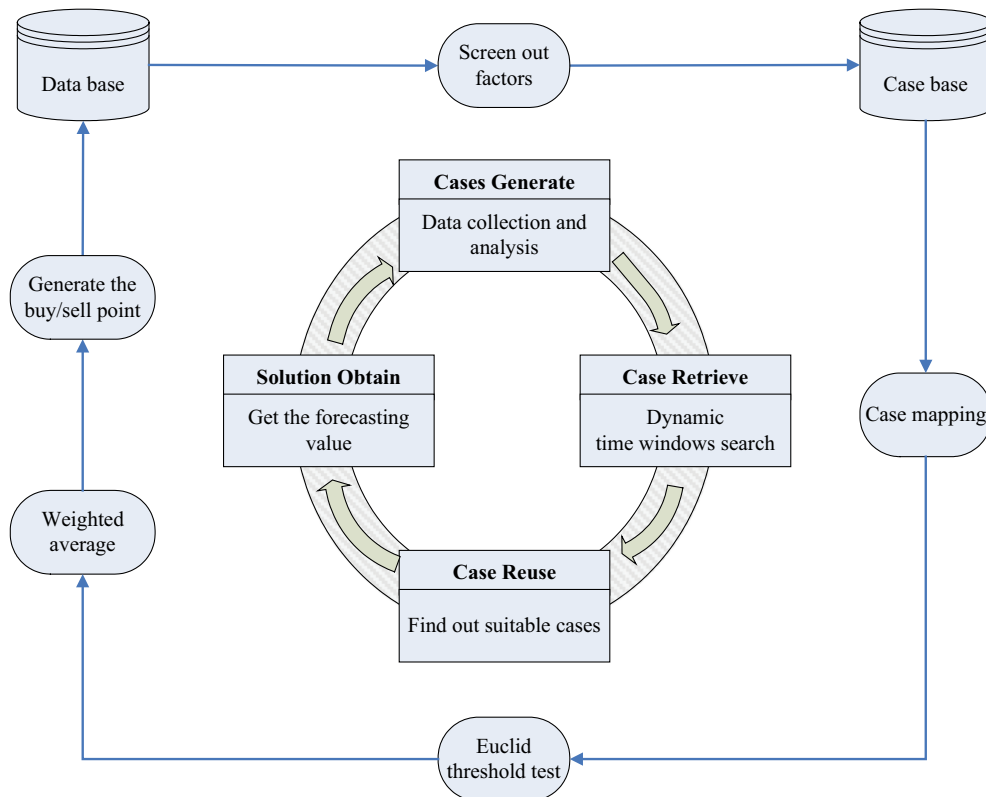 Data base
Screen out
factors
Case base
Cases Generate
Data collection and
analysis
Generate the
buy/sell point
Solution Obtain
Get the forecasting
value
Case Retrieve
Dynamic
time windows search
Case mapping
Weighted
average
Case Reuse
Find out suitable cases
Euclid
threshold test